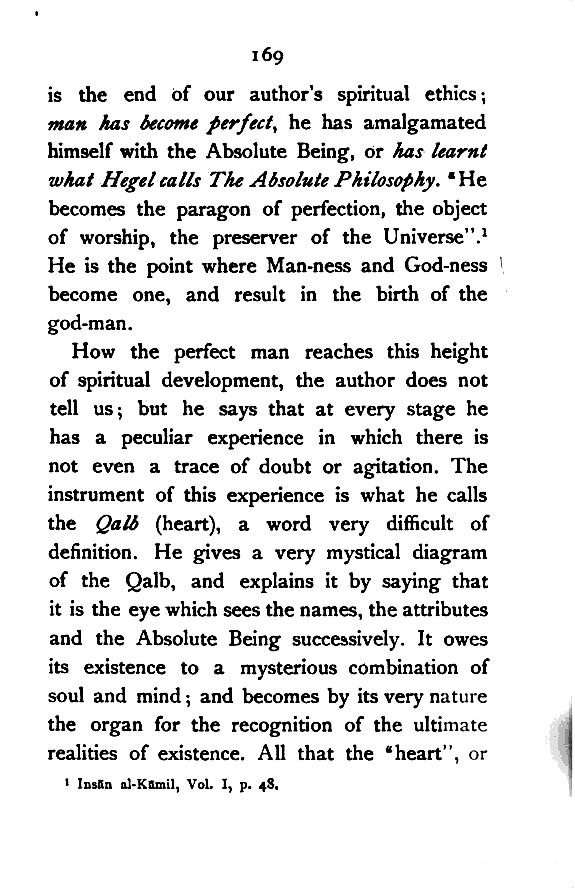 169
is the end of our author's spiritual ethics;
man has become perfect, he has amalgamated
himself with the Absolute Being, or has learnt
what Hegel calls The Absolute Philosophy. “He
becomes the paragon of perfection, the object
of worship, the preserver of the Universe”.¹
He is the point where Man-ness and God-ness
become one, and result in the birth of the
god-man.
How the perfect man reaches this height
of spiritual development, the author does not
tell us; but he says that at every stage he
has a peculiar experience in which there is
not even a trace of doubt or agitation. The
instrument of this experience is what he calls
the Qalb (heart), a word very difficult of
definition. He gives a very mystical diagram
of the Qalb, and explains it by saying that
it is the eye which sees the names, the attributes
and the Absolute Being successively. It owes
its existence to a mysterious combination of
soul and mind; and becomes by its very nature
the organ for the recognition of the ultimate
realities of existence. All that the “heart”, or
¹ Insān al-Kāmil, Vol. I, p. 48.